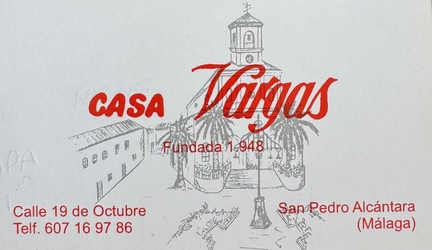 CASA Vargas
Fundada 1.948
Calle 19 de Octubre
Telf. 607 16 97 86
San Pedro Alcántara
(Málaga)